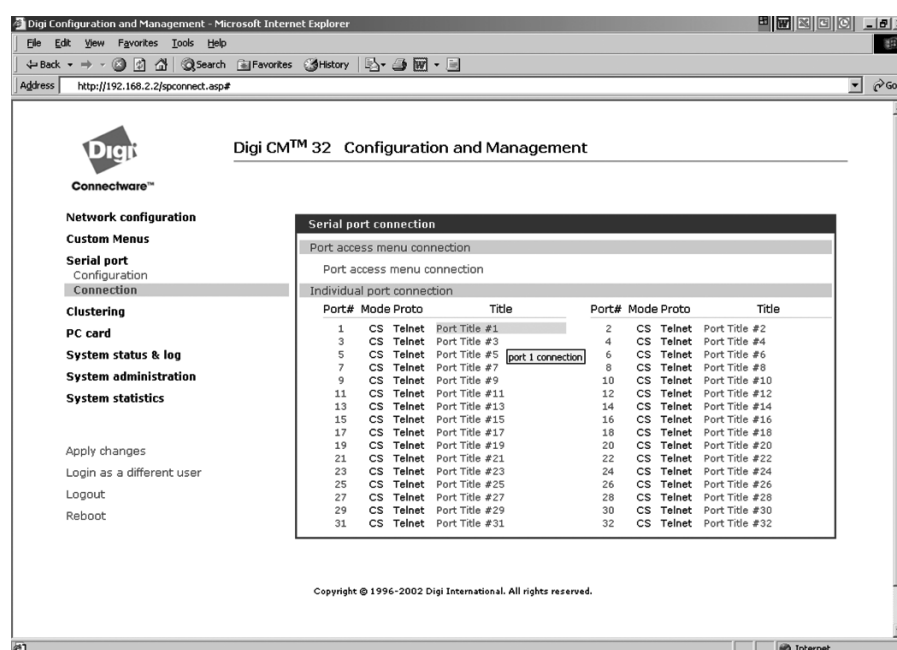 Digi Configuration and Management - Microsoft Internet Explorer
File Edit View Favorites Tools Help
Back Search Favorites History
Address http://192.168.2.2/spconnect.asp# Go
Digi
Connectware™
Digi CM™ 32 Configuration and Management
Network configuration
Custom Menus
Serial port
Configuration
Connection
Clustering
PC card
System status & log
System administration
System statistics
Apply changes
Login as a different user
Logout
Reboot
Serial port connection
Port access menu connection
Port access menu connection
Individual port connection
Port# Mode Proto Title Port# Mode Proto Title
1 CS Telnet Port Title #1 2 CS Telnet Port Title #2
3 CS Telnet Port Title #3 4 CS Telnet Port Title #4
5 CS Telnet Port Title #5 port 1 connection 6 CS Telnet Port Title #6
7 CS Telnet Port Title #7 8 CS Telnet Port Title #8
9 CS Telnet Port Title #9 10 CS Telnet Port Title #10
11 CS Telnet Port Title #11 12 CS Telnet Port Title #12
13 CS Telnet Port Title #13 14 CS Telnet Port Title #14
15 CS Telnet Port Title #15 16 CS Telnet Port Title #16
17 CS Telnet Port Title #17 18 CS Telnet Port Title #18
19 CS Telnet Port Title #19 20 CS Telnet Port Title #20
21 CS Telnet Port Title #21 22 CS Telnet Port Title #22
23 CS Telnet Port Title #23 24 CS Telnet Port Title #24
25 CS Telnet Port Title #25 26 CS Telnet Port Title #26
27 CS Telnet Port Title #27 28 CS Telnet Port Title #28
29 CS Telnet Port Title #29 30 CS Telnet Port Title #30
31 CS Telnet Port Title #31 32 CS Telnet Port Title #32
Copyright © 1996-2002 Digi International. All rights reserved.
Internet